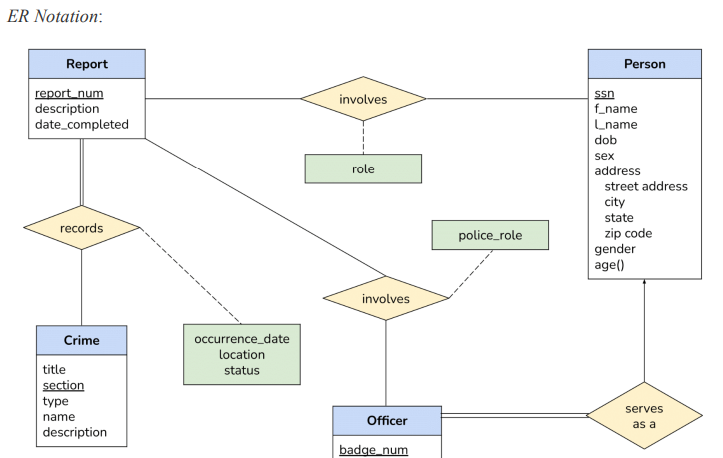 ER Notation:
Report
report_num
description
date_completed
involves
role
Person
ssn
f_name
l_name
dob
sex
address
street address
city
state
zip code
gender
age()
records
occurrence_date
location
status
police_role
involves
Crime
title
section
type
name
description
Officer
badge_num
serves
as a